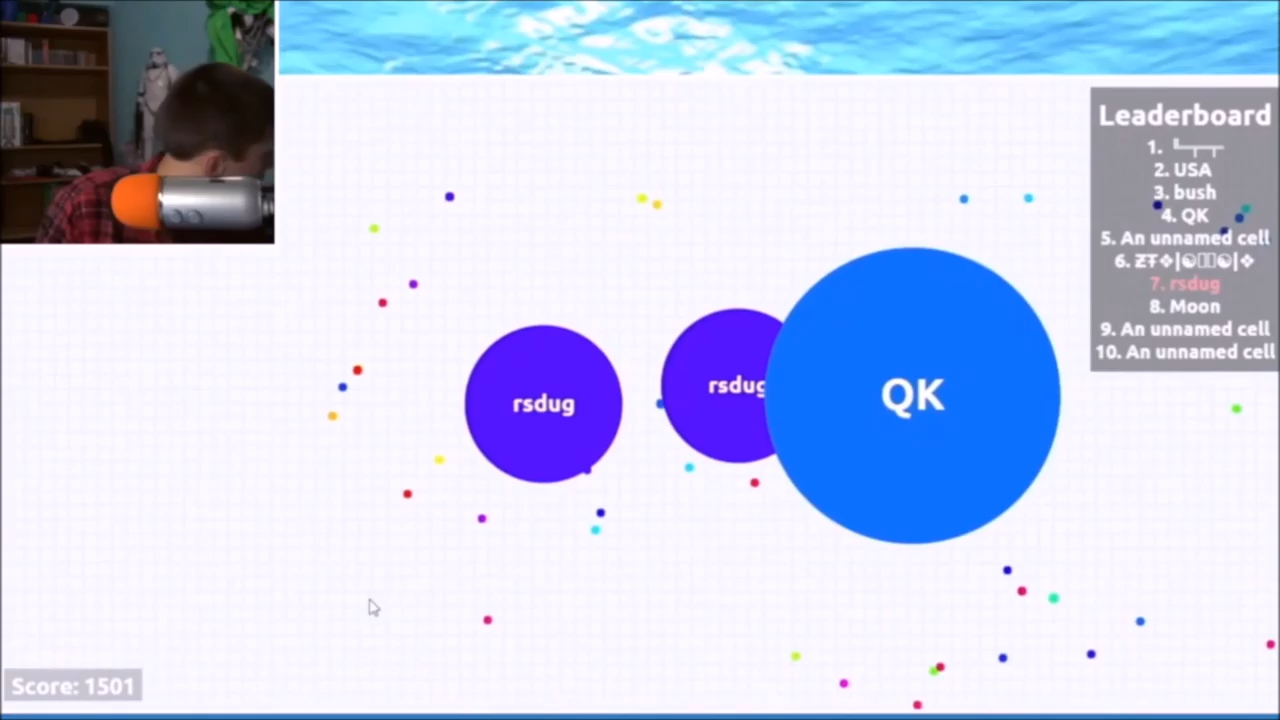 Leaderboard
1.
2. USA
3. bush
4. QK
5. An unnamed cell
6.
7. rsdug
8. Moon
9. An unnamed cell
10. An unnamed cell
rsdug
rsdug
QK
Score: 1501